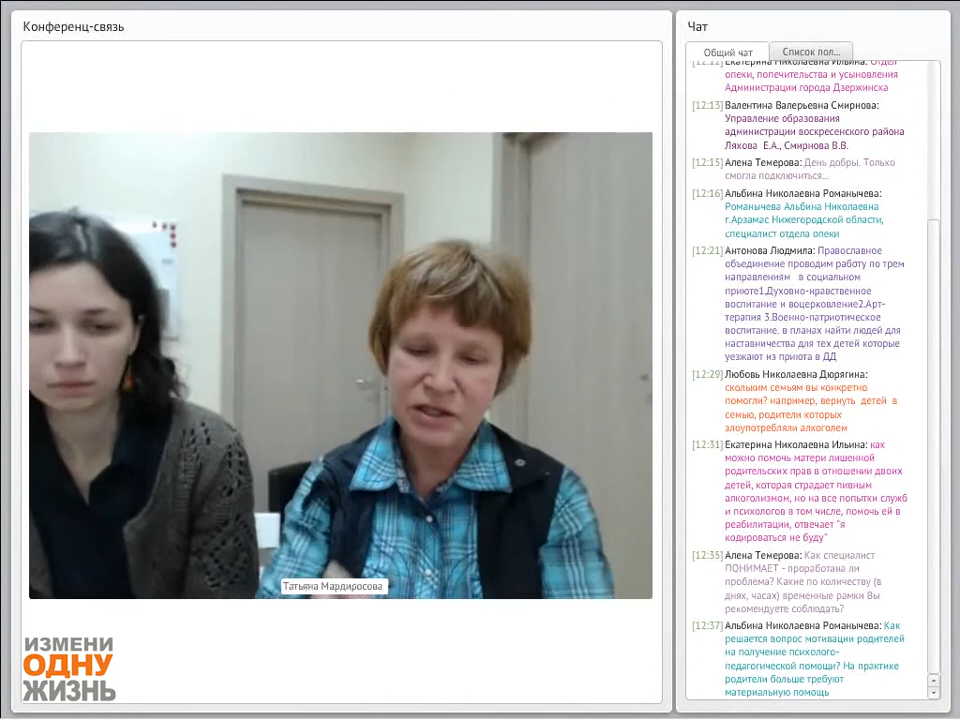 Конференц-связь
Чат
Общий чат
Список пол...
[12:12] Екатерина Николаевна Ильина: Отдел
опеки, попечительства и усыновления
Администрации города Дзержинска
[12:13] Валентина Валерьевна Смирнова:
Управление образования
администрации воскресенского района
Ляхова Е.А., Смирнова В.В.
[12:15] Алена Темерова: День добры. Только
смогла подключиться...
[12:16] Альбина Николаевна Романычева:
Романычева Альбина Николаевна
г.Арзамас Нижегородской области,
специалист отдела опеки
[12:21] Антонова Людмила: Православное
объединение проводим работу по трем
направлениям в социальном
приюте1.Духовно-нравственное
воспитание и воцерковление2.Арт-
терапия 3.Военно-патриотическое
воспитание. в планах найти людей для
наставничества для тех детей которые
уезжают из приюта в ДД
[12:29] Любовь Николаевна Дюрягина:
скольким семьям вы конкретно
помогли? например, вернуть детей в
семью, родители которых
злоупотребляли алкоголем
[12:31] Екатерина Николаевна Ильина: как
можно помочь матери лишенной
родительских прав в отношении двоих
детей, которая страдает пивным
алкоголизмом, но на все попытки служб
и психологов в том числе, помочь ей в
реабилитации, отвечает "я
кодироваться не буду"
[12:35] Алена Темерова: Как специалист
ПОНИМАЕТ - проработана ли
проблема? Какие по количеству (в
днях, часах) временные рамки Вы
рекомендуете соблюдать?
[12:37] Альбина Николаевна Романычева: Как
решается вопрос мотивации родителей
на получение психолого-
педагогической помощи? На практике
родители больше требуют
материальную помощь
Татьяна Мардиросова
ИЗМЕНИ
ОДНУ
ЖИЗНЬ